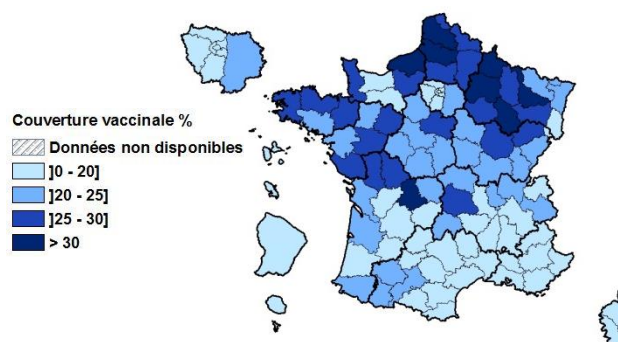 Couverture vaccinale %
Données non disponibles
]0 - 20]
]20 - 25]
]25 - 30]
> 30